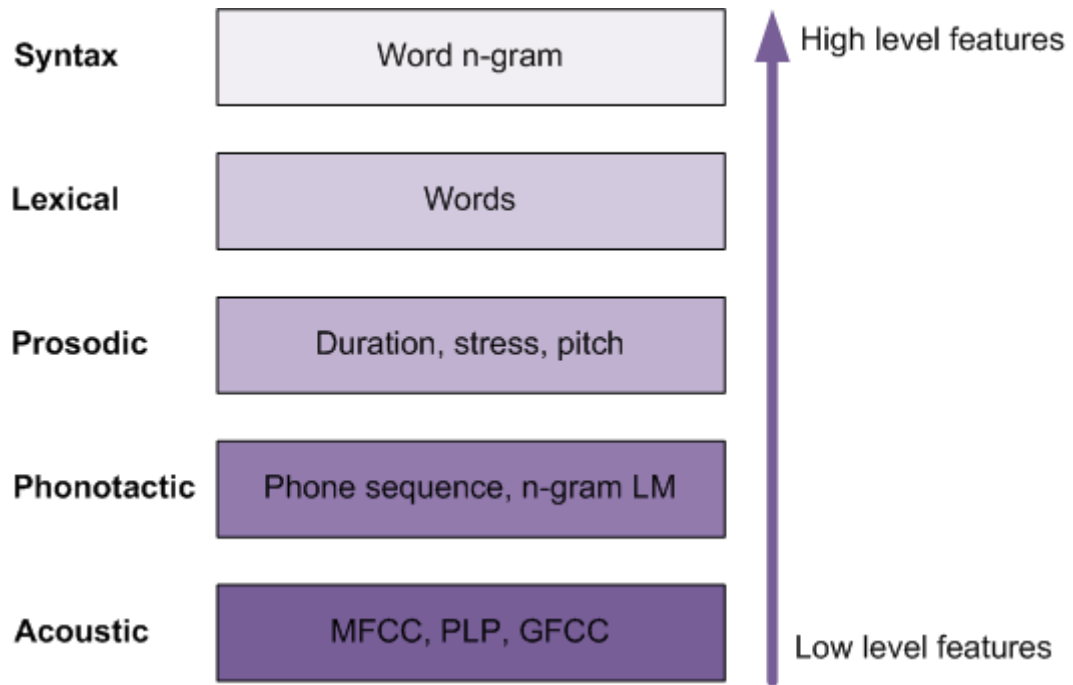 Syntax
Word n-gram
High level features
Lexical
Words
Prosodic
Duration, stress, pitch
Phonotactic
Phone sequence, n-gram LM
Acoustic
MFCC, PLP, GFCC
Low level features